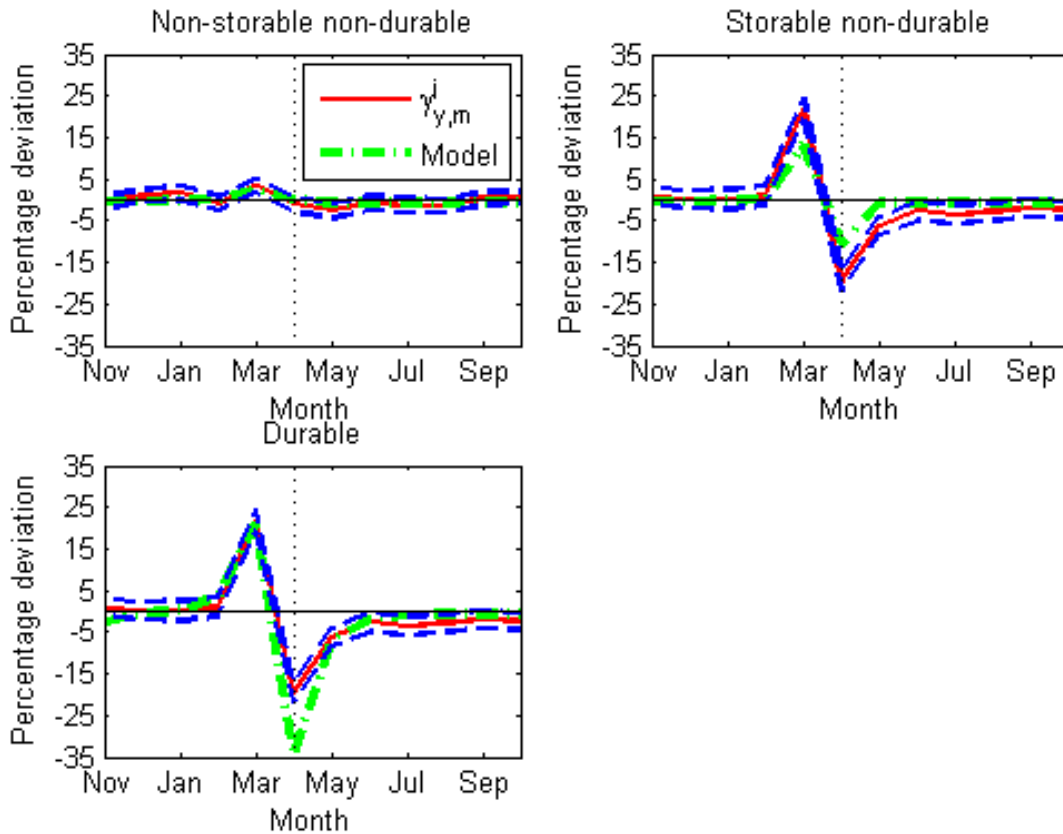 Non-storable non-durable
Percentage deviation
35
25
15
5
-5
-15
-25
-35
Nov Jan Mar May Jul Sep
Month
γ^i_{y,m}
Model
Storable non-durable
Percentage deviation
35
25
15
5
-5
-15
-25
-35
Nov Jan Mar May Jul Sep
Month
Durable
Percentage deviation
35
25
15
5
-5
-15
-25
-35
Nov Jan Mar May Jul Sep
Month